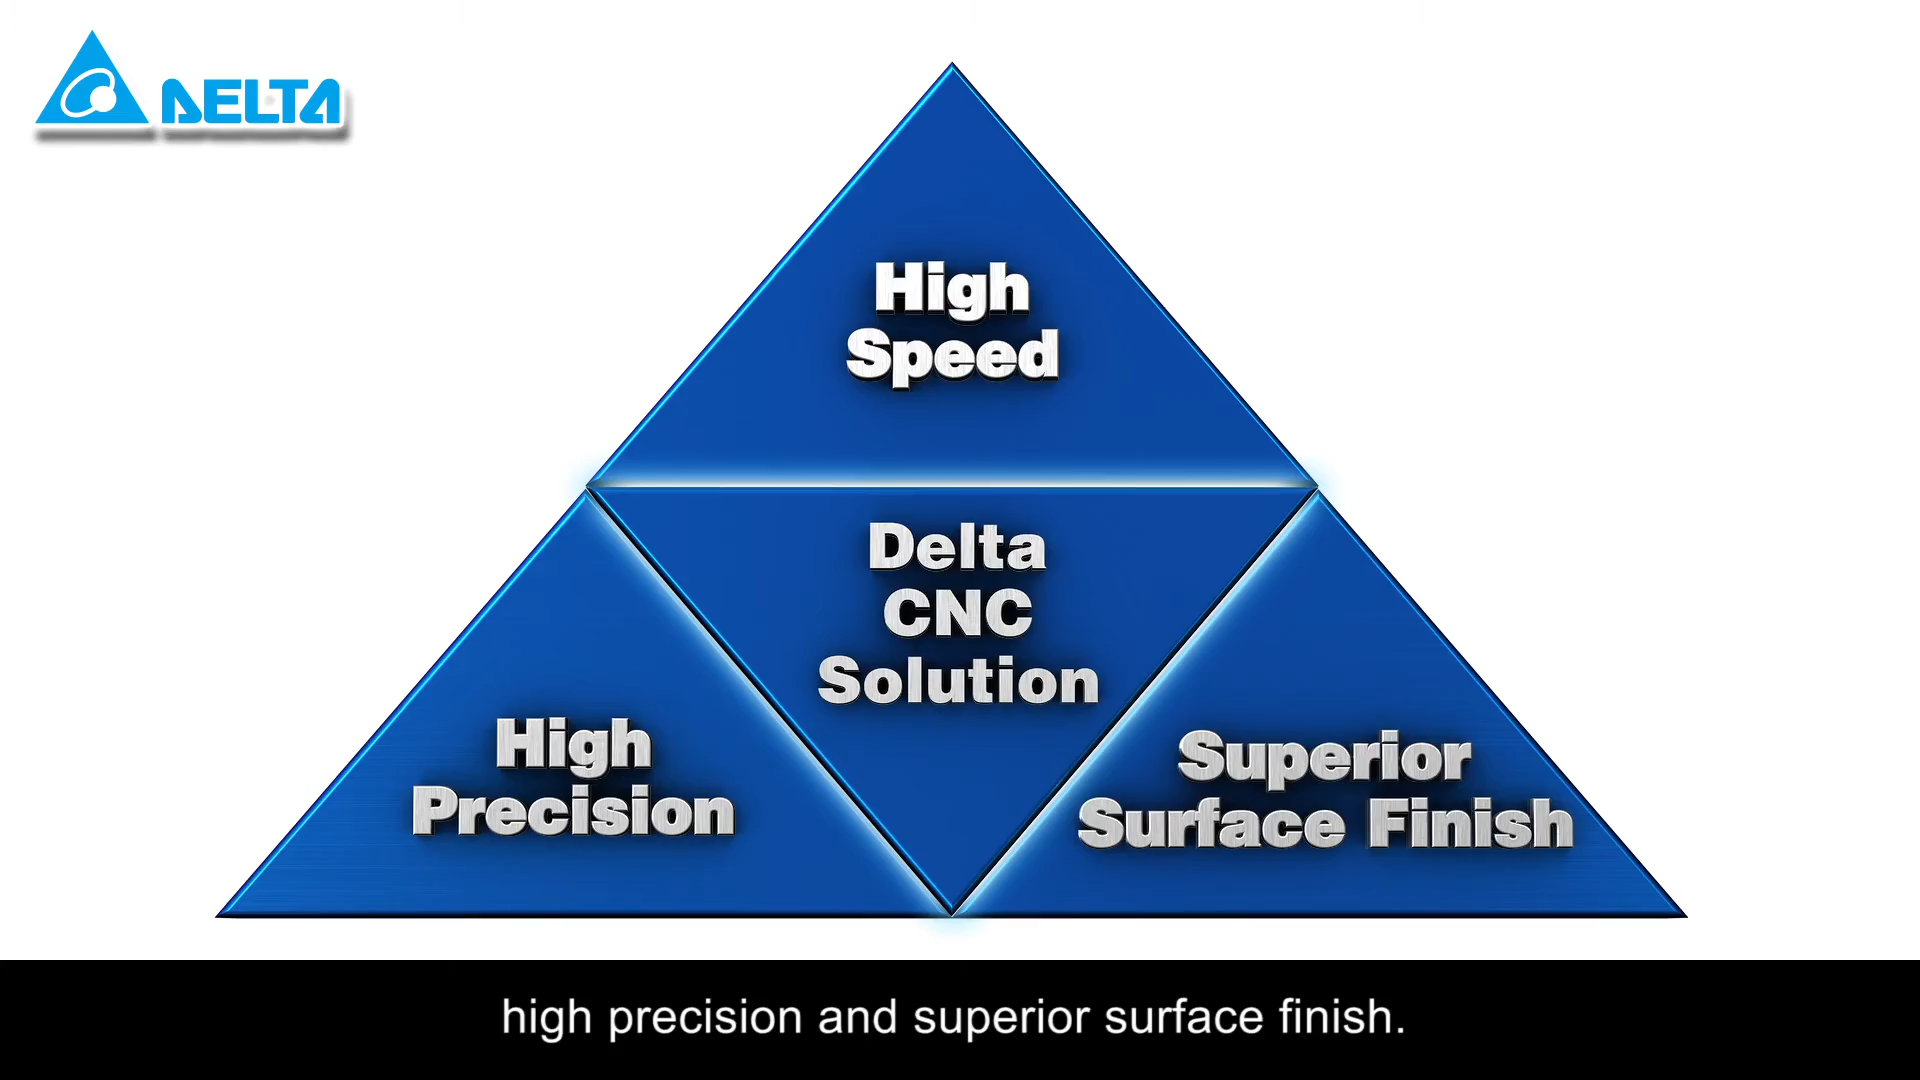 DELTA
High
Speed
Delta
CNC
Solution
High
Precision
Superior
Surface Finish
high precision and superior surface finish.